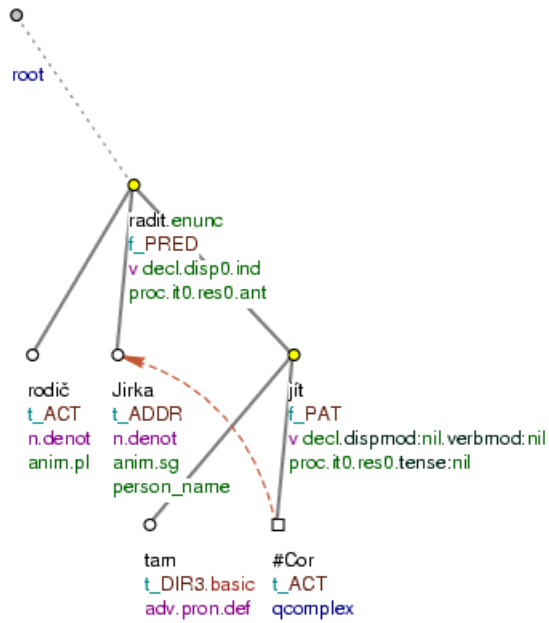 root
radit.enunc
f_PRED
v decl.disp0.ind
proc.it0.res0.ant
rodič
t_ACT
n.denot
anim.pl
Jirka
t_ADDR
n.denot
anim.sg
person_name
jít
f_PAT
v decl.dispmod:nil.verbmod:nil
proc.it0.res0.tense:nil
tam
t_DIR3.basic
adv.pron.def
#Cor
t_ACT
qcomplex